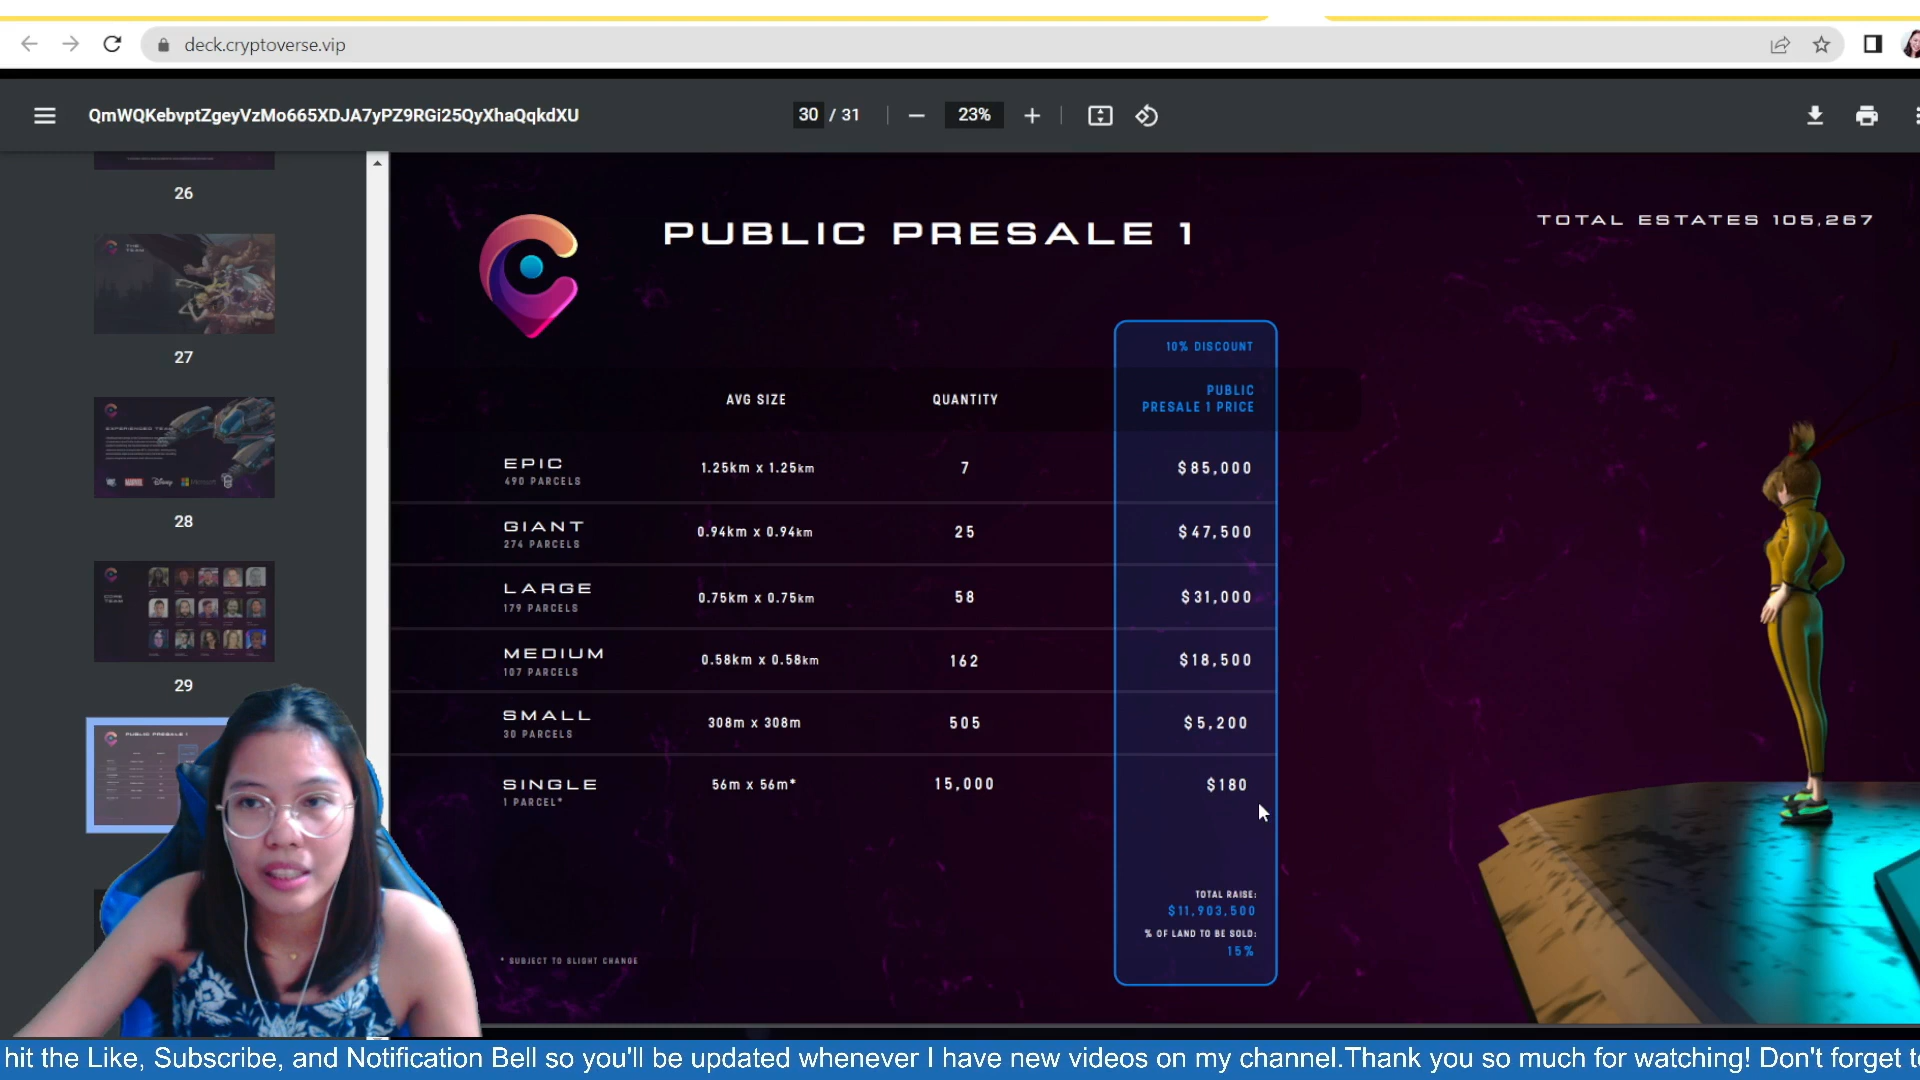 deck.cryptoverse.vip
QmWQKebvptZgeyVzMo665XDJA7yPZ9RGi25QyXhaQqkdXU
30 / 31
23%
26
27
28
29
PUBLIC PRESALE 1
TOTAL ESTATES 105,267
10% DISCOUNT
AVG SIZE
QUANTITY
PUBLIC
PRESALE 1 PRICE
EPIC
490 PARCELS
1.25km x 1.25km
7
$85,000
GIANT
274 PARCELS
0.94km x 0.94km
25
$47,500
LARGE
179 PARCELS
0.75km x 0.75km
58
$31,000
MEDIUM
107 PARCELS
0.58km x 0.58km
162
$18,500
SMALL
30 PARCELS
308m x 308m
505
$5,200
SINGLE
1 PARCEL*
56m x 56m*
15,000
$180
TOTAL RAISE:
$11,903,500
% OF LAND TO BE SOLD:
15%
* SUBJECT TO SLIGHT CHANGE
hit the Like, Subscribe, and Notification Bell so you'll be updated whenever I have new videos on my channel.Thank you so much for watching! Don't forget